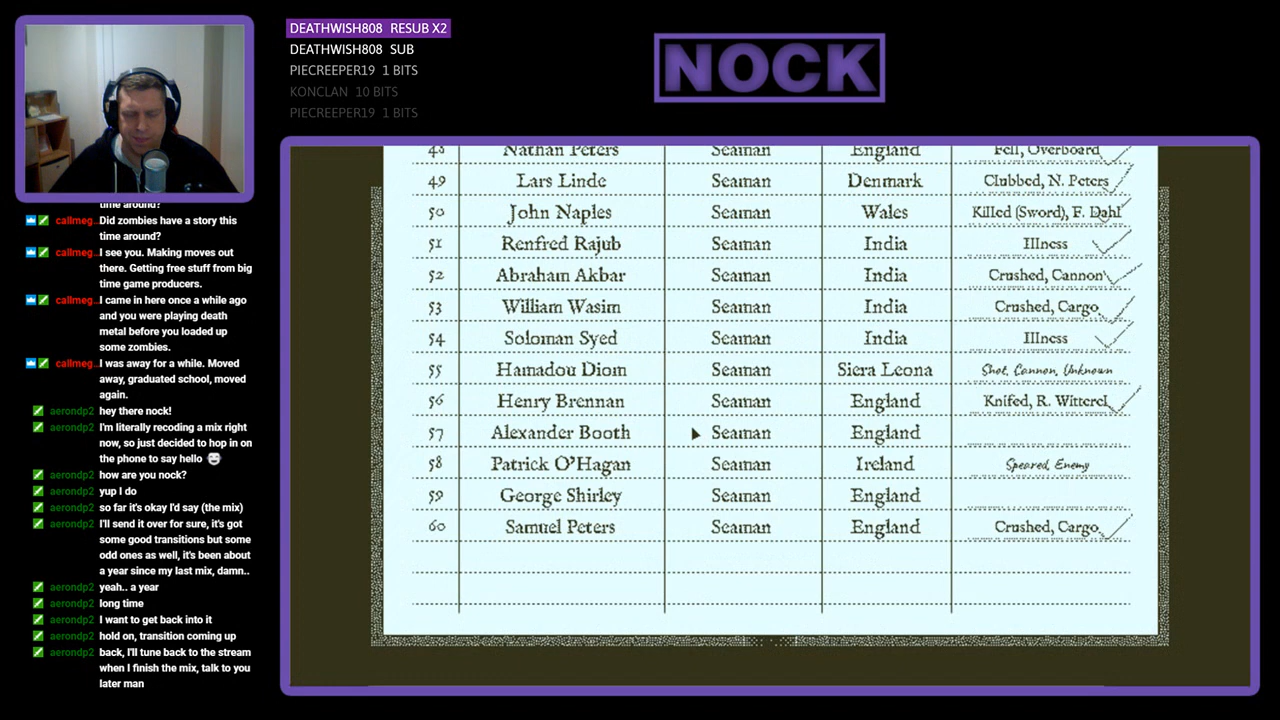 DEATHWISH808 RESUB X2
DEATHWISH808 SUB
PIECREEPER19 1 BITS
KONCLAN 10 BITS
PIECREEPER19 1 BITS
NOCK
time around?
callmeg... Did zombies have a story this
time around?
callmeg... I see you. Making moves out
there. Getting free stuff from big
time game producers.
callmeg... I came in here once a while ago
and you were playing death
metal before you loaded up
some zombies.
callmeg... I was away for a while. Moved
away, graduated school, moved
again.
aerondp2 hey there nock!
aerondp2 I'm literally recoding a mix right
now, so just decided to hop in on
the phone to say hello
aerondp2 how are you nock?
aerondp2 yup I do
aerondp2 so far it's okay I'd say (the mix)
aerondp2 I'll send it over for sure, it's got
some good transitions but some
odd ones as well, it's been about
a year since my last mix, damn..
aerondp2 yeah.. a year
aerondp2 long time
aerondp2 I want to get back into it
aerondp2 hold on, transition coming up
aerondp2 back, I'll tune back to the stream
when I finish the mix, talk to you
later man
48 Nathan Peters Seaman England Fell, Overboard
49 Lars Linde Seaman Denmark Clubbed, N. Peters
50 John Naples Seaman Wales Killed (Sword), F. Dahl
51 Renfred Rajub Seaman India Illness
52 Abraham Akbar Seaman India Crushed, Cannon
53 William Wasim Seaman India Crushed, Cargo
54 Soloman Syed Seaman India Illness
55 Hamadou Diom Seaman Siera Leona Shot, Cannon, Unknown
56 Henry Brennan Seaman England Knifed, R. Witterel
57 Alexander Booth Seaman England
58 Patrick O'Hagan Seaman Ireland Speared, Enemy
59 George Shirley Seaman England
60 Samuel Peters Seaman England Crushed, Cargo